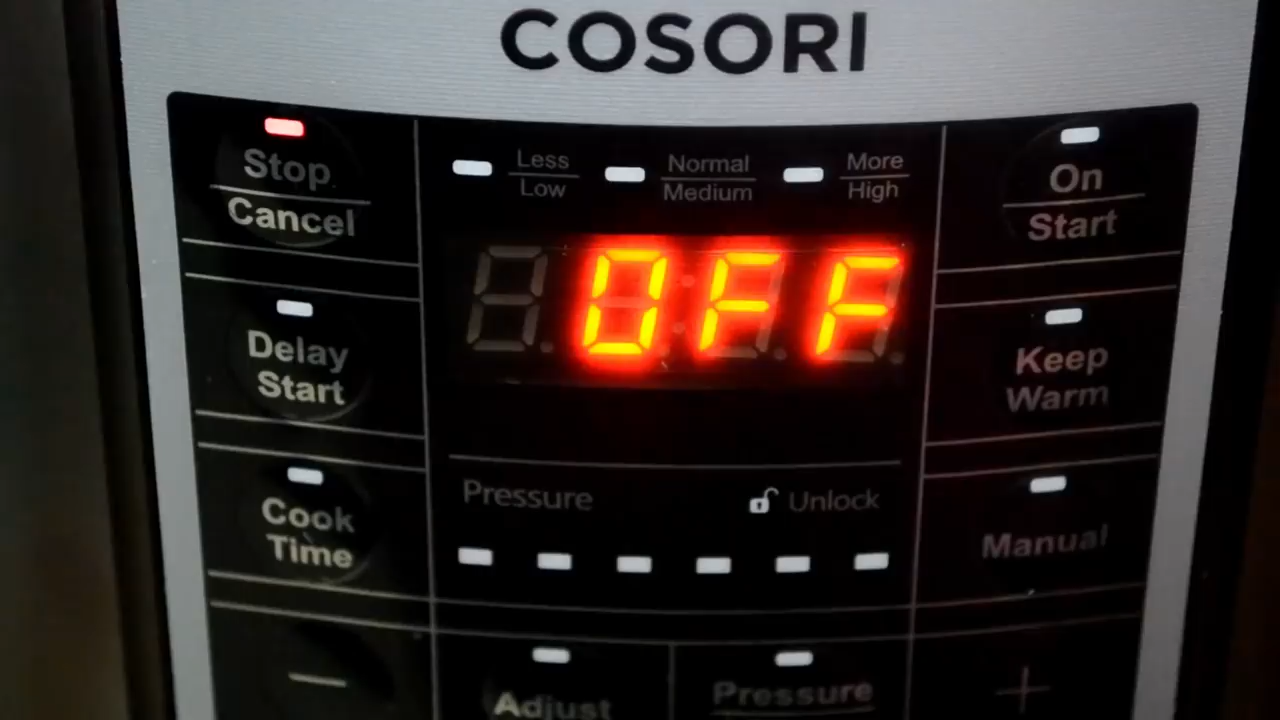 COSORI
Stop
Cancel
Less
Low
Normal
Medium
More
High
On
Start
OFF
Delay
Start
Keep
Warm
Pressure
Unlock
Cook
Time
Manual
−
Adjust
Pressure
+